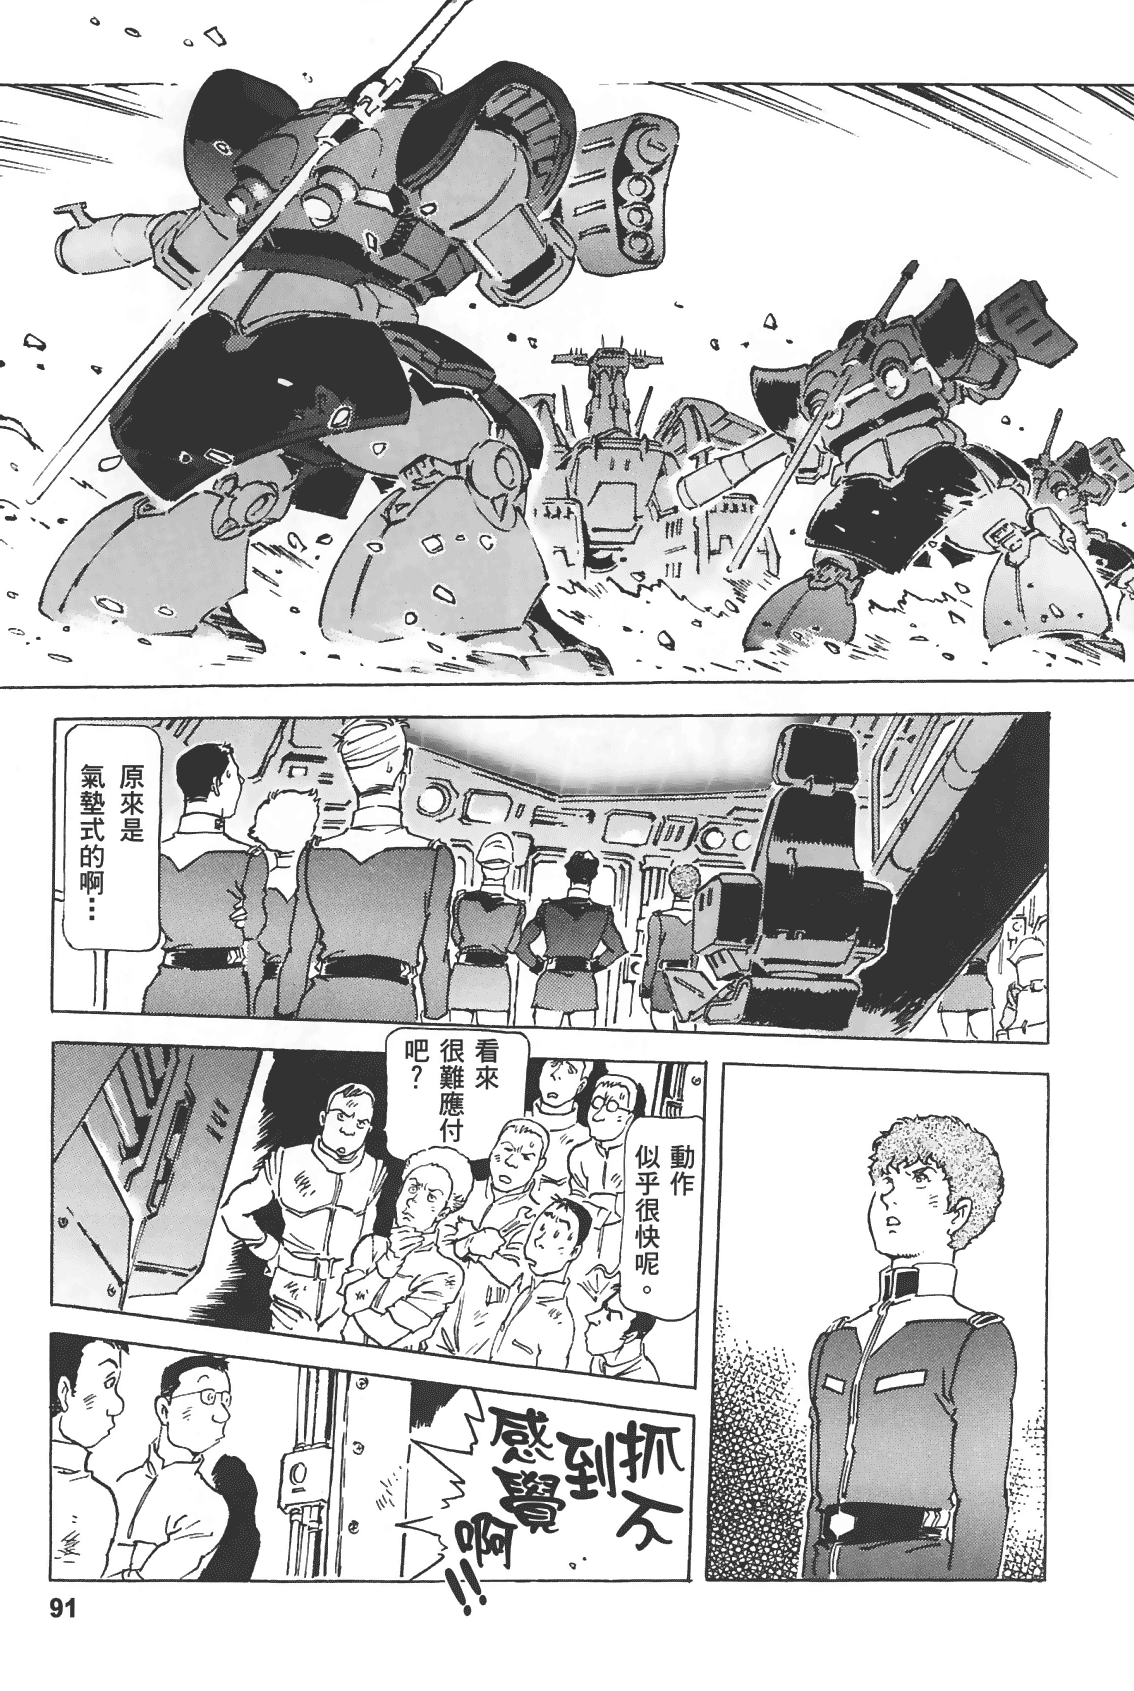 原來是
氣墊式的啊…
動作
似乎很快呢。
看來
很難應付
吧？
抓不
到
感覺
啊!!
91